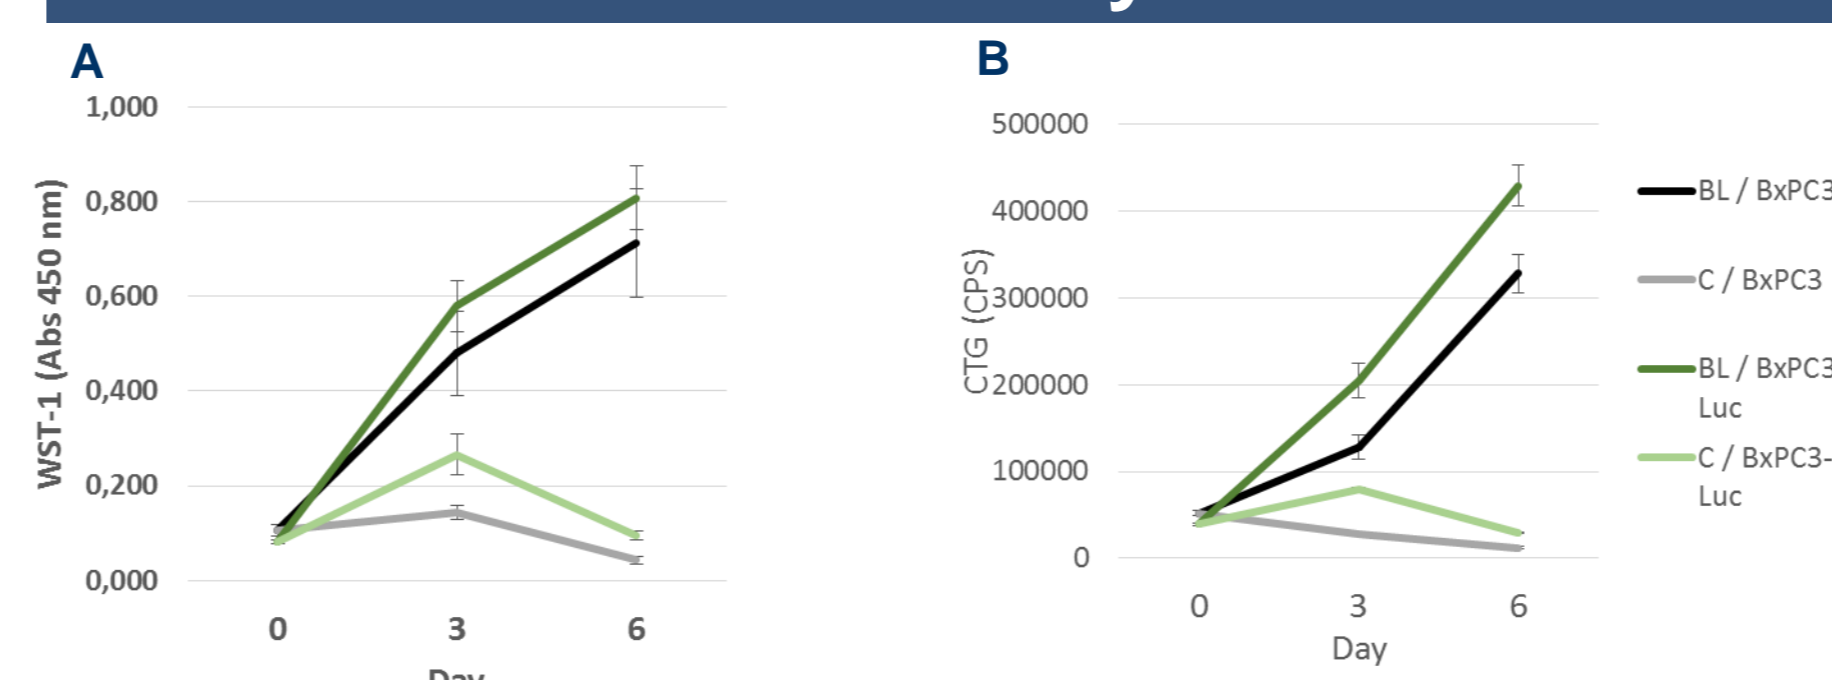 A
1,000
0,800
0,600
0,400
0,200
0,000
WST-1 (Abs 450 nm)
0 3 6
Day
B
500000
400000
300000
200000
100000
0
CTG (CPS)
0 3 6
Day
BL / BxPC3
C / BxPC3
BL / BxPC3
Luc
C / BxPC3-
Luc